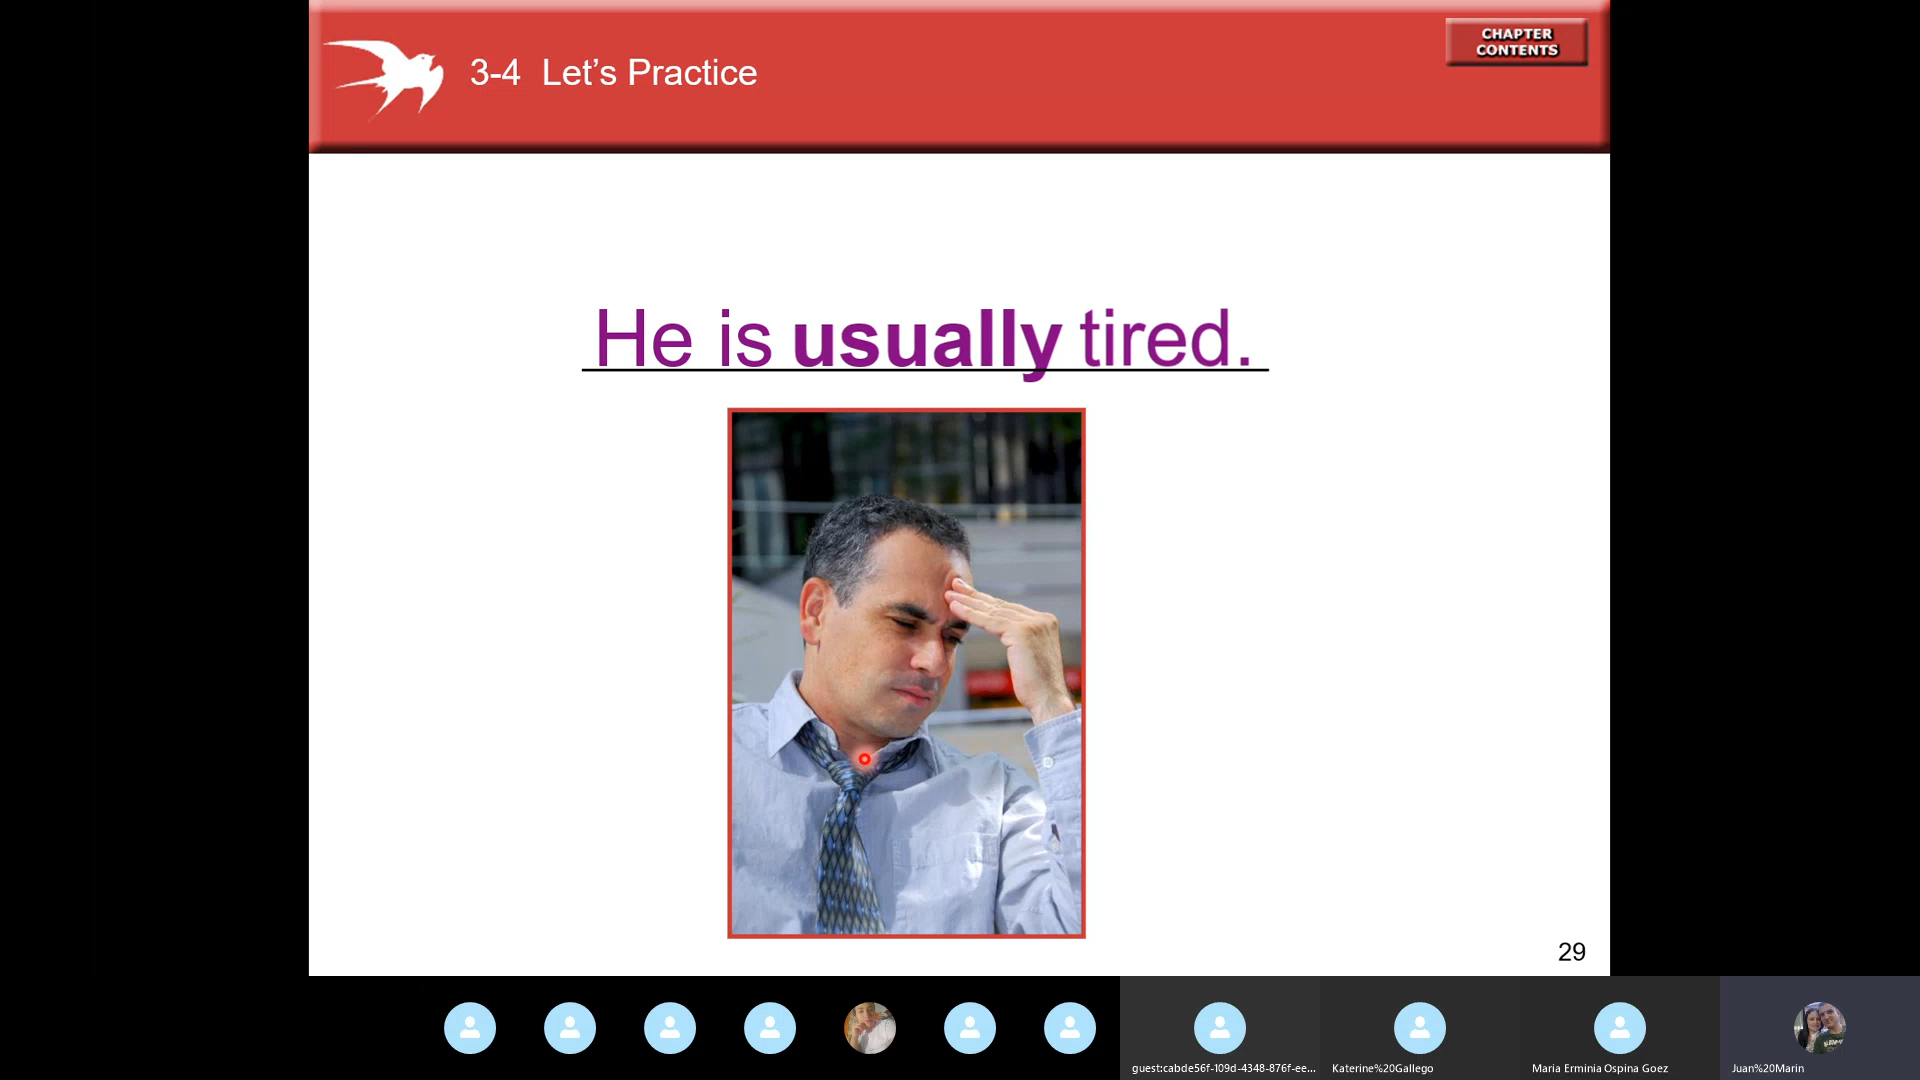 CHAPTER
CONTENTS
3-4 Let’s Practice
He is usually tired.
29
guest:cabde56f-109d-4348-876f-ee...
Katerine%20Gallego
Maria Erminia Ospina Goez
Juan%20Marin